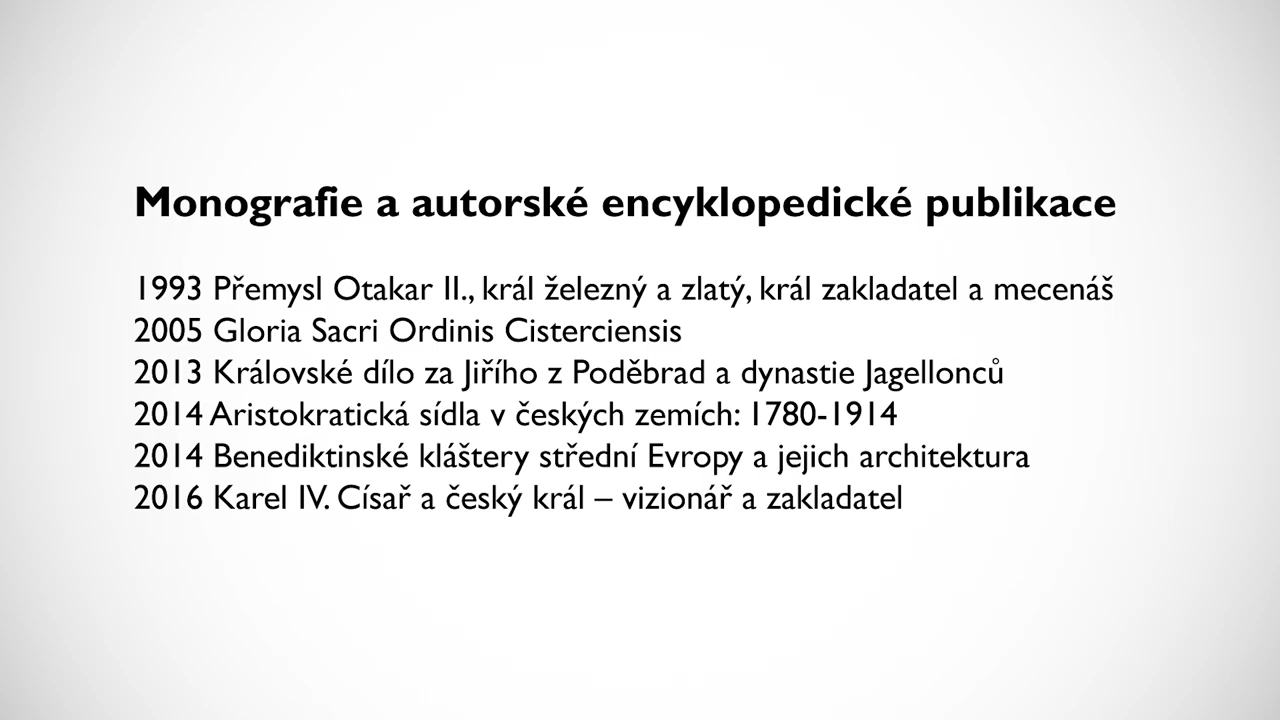 Monografie a autorské encyklopedické publikace
1993 Přemysl Otakar II., král železný a zlatý, král zakladatel a mecenáš
2005 Gloria Sacri Ordinis Cisterciensis
2013 Královské dílo za Jiřího z Poděbrad a dynastie Jagellonců
2014 Aristokratická sídla v českých zemích: 1780-1914
2014 Benediktinské kláštery střední Evropy a jejich architektura
2016 Karel IV. Císař a český král – vizionář a zakladatel